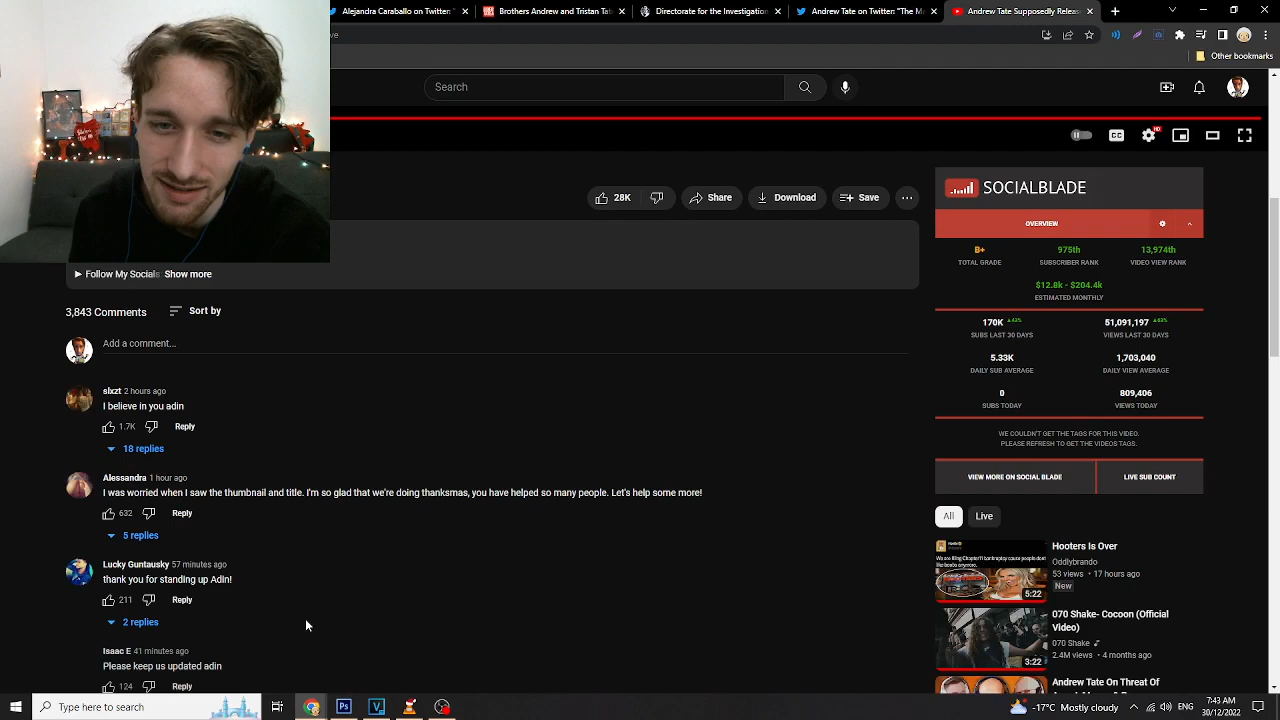 Alejandra Calo on Twitter: "
Brothers Andrew and Tristan Tat
Directorate for the Investigatio
Andrew Tate on Twitter: "The M
Andrew Tate Jail Sentence Releas
Other bookmarks
Search
CC
HD
28K
Share
Download
Save
SOCIALBLADE
OVERVIEW
B+
975th
13,974th
TOTAL GRADE
SUBSCRIBER RANK
VIDEO VIEW RANK
$12.8k - $204.4k
ESTIMATED MONTHLY
170K ▲43%
51,091,197 ▲63%
SUBS LAST 30 DAYS
VIEWS LAST 30 DAYS
5.33K
1,703,040
DAILY SUB AVERAGE
DAILY VIEW AVERAGE
0
809,406
SUBS TODAY
VIEWS TODAY
WE COULDN'T GET THE TAGS FOR THIS VIDEO.
PLEASE REFRESH TO GET THE VIDEOS TAGS.
VIEW MORE ON SOCIAL BLADE
LIVE SUB COUNT
► Follow My Socials: Show more
3,843 Comments
Sort by
Add a comment...
slxzt 2 hours ago
I believe in you adin
1.7K
Reply
18 replies
Alessandra 1 hour ago
I was worried when I saw the thumbnail and title. I'm so glad that we're doing thanksmas, you have helped so many people. Let's help some more!
632
Reply
5 replies
Lucky Guntausky 57 minutes ago
thank you for standing up Adin!
211
Reply
2 replies
Isaac E 41 minutes ago
Please keep us updated adin
124
Reply
All
Live
Hooters Is Over
Oddlybrando
53 views • 17 hours ago
New
5:22
070 Shake- Cocoon (Official
Video)
070 Shake
2.4M views • 4 months ago
3:22
Andrew Tate On Threat Of
Type here to search
-17°C Mostly cloudy
ENG
7:43 AM
30/12/2022